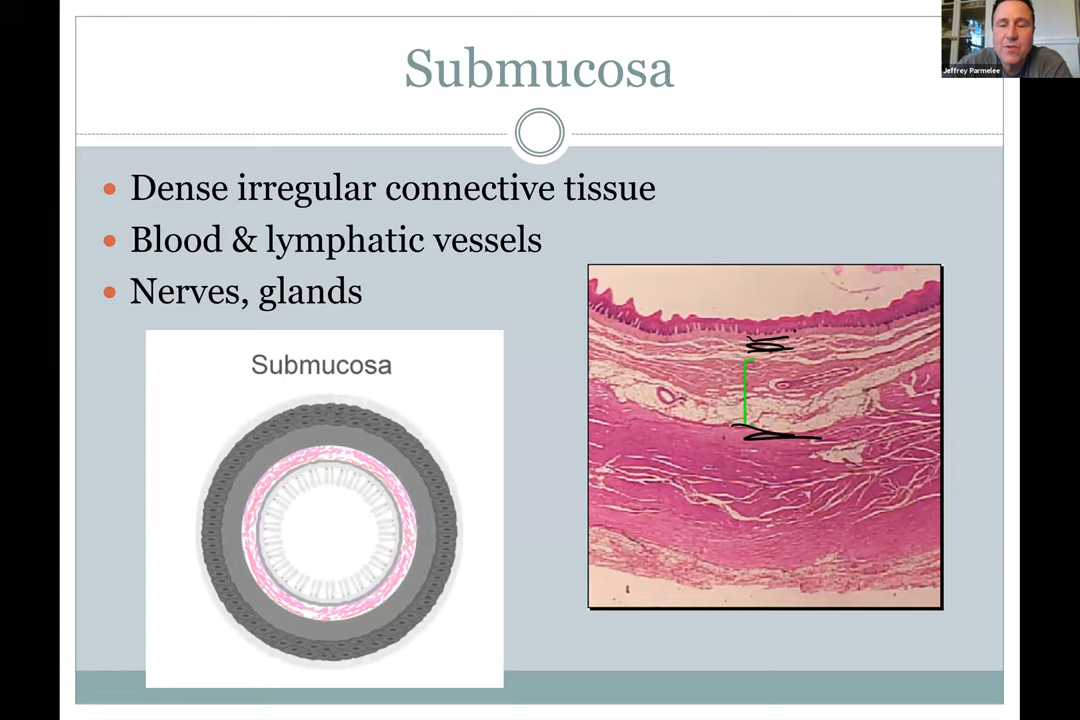 Submucosa
Jeffrey Parmelee
Dense irregular connective tissue
Blood & lymphatic vessels
Nerves, glands
Submucosa